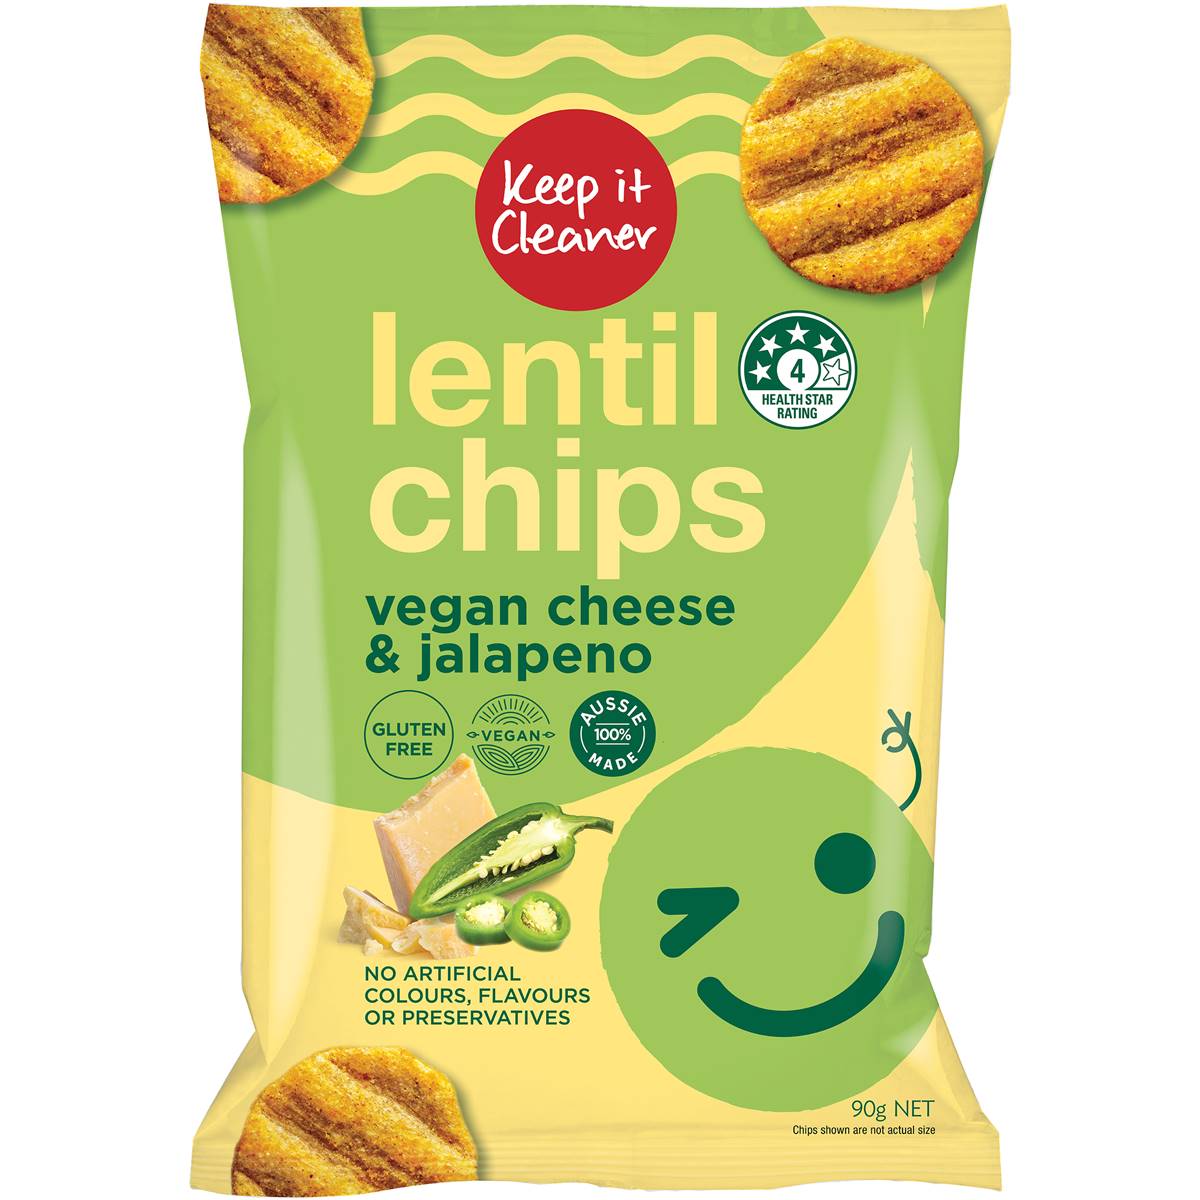 Keep it
Cleaner
lentil
chips
4
HEALTH STAR
RATING
vegan cheese
& jalapeno
GLUTEN
FREE
VEGAN
AUSSIE
100%
MADE
NO ARTIFICIAL
COLOURS, FLAVOURS
OR PRESERVATIVES
90g NET
Chips shown are not actual size